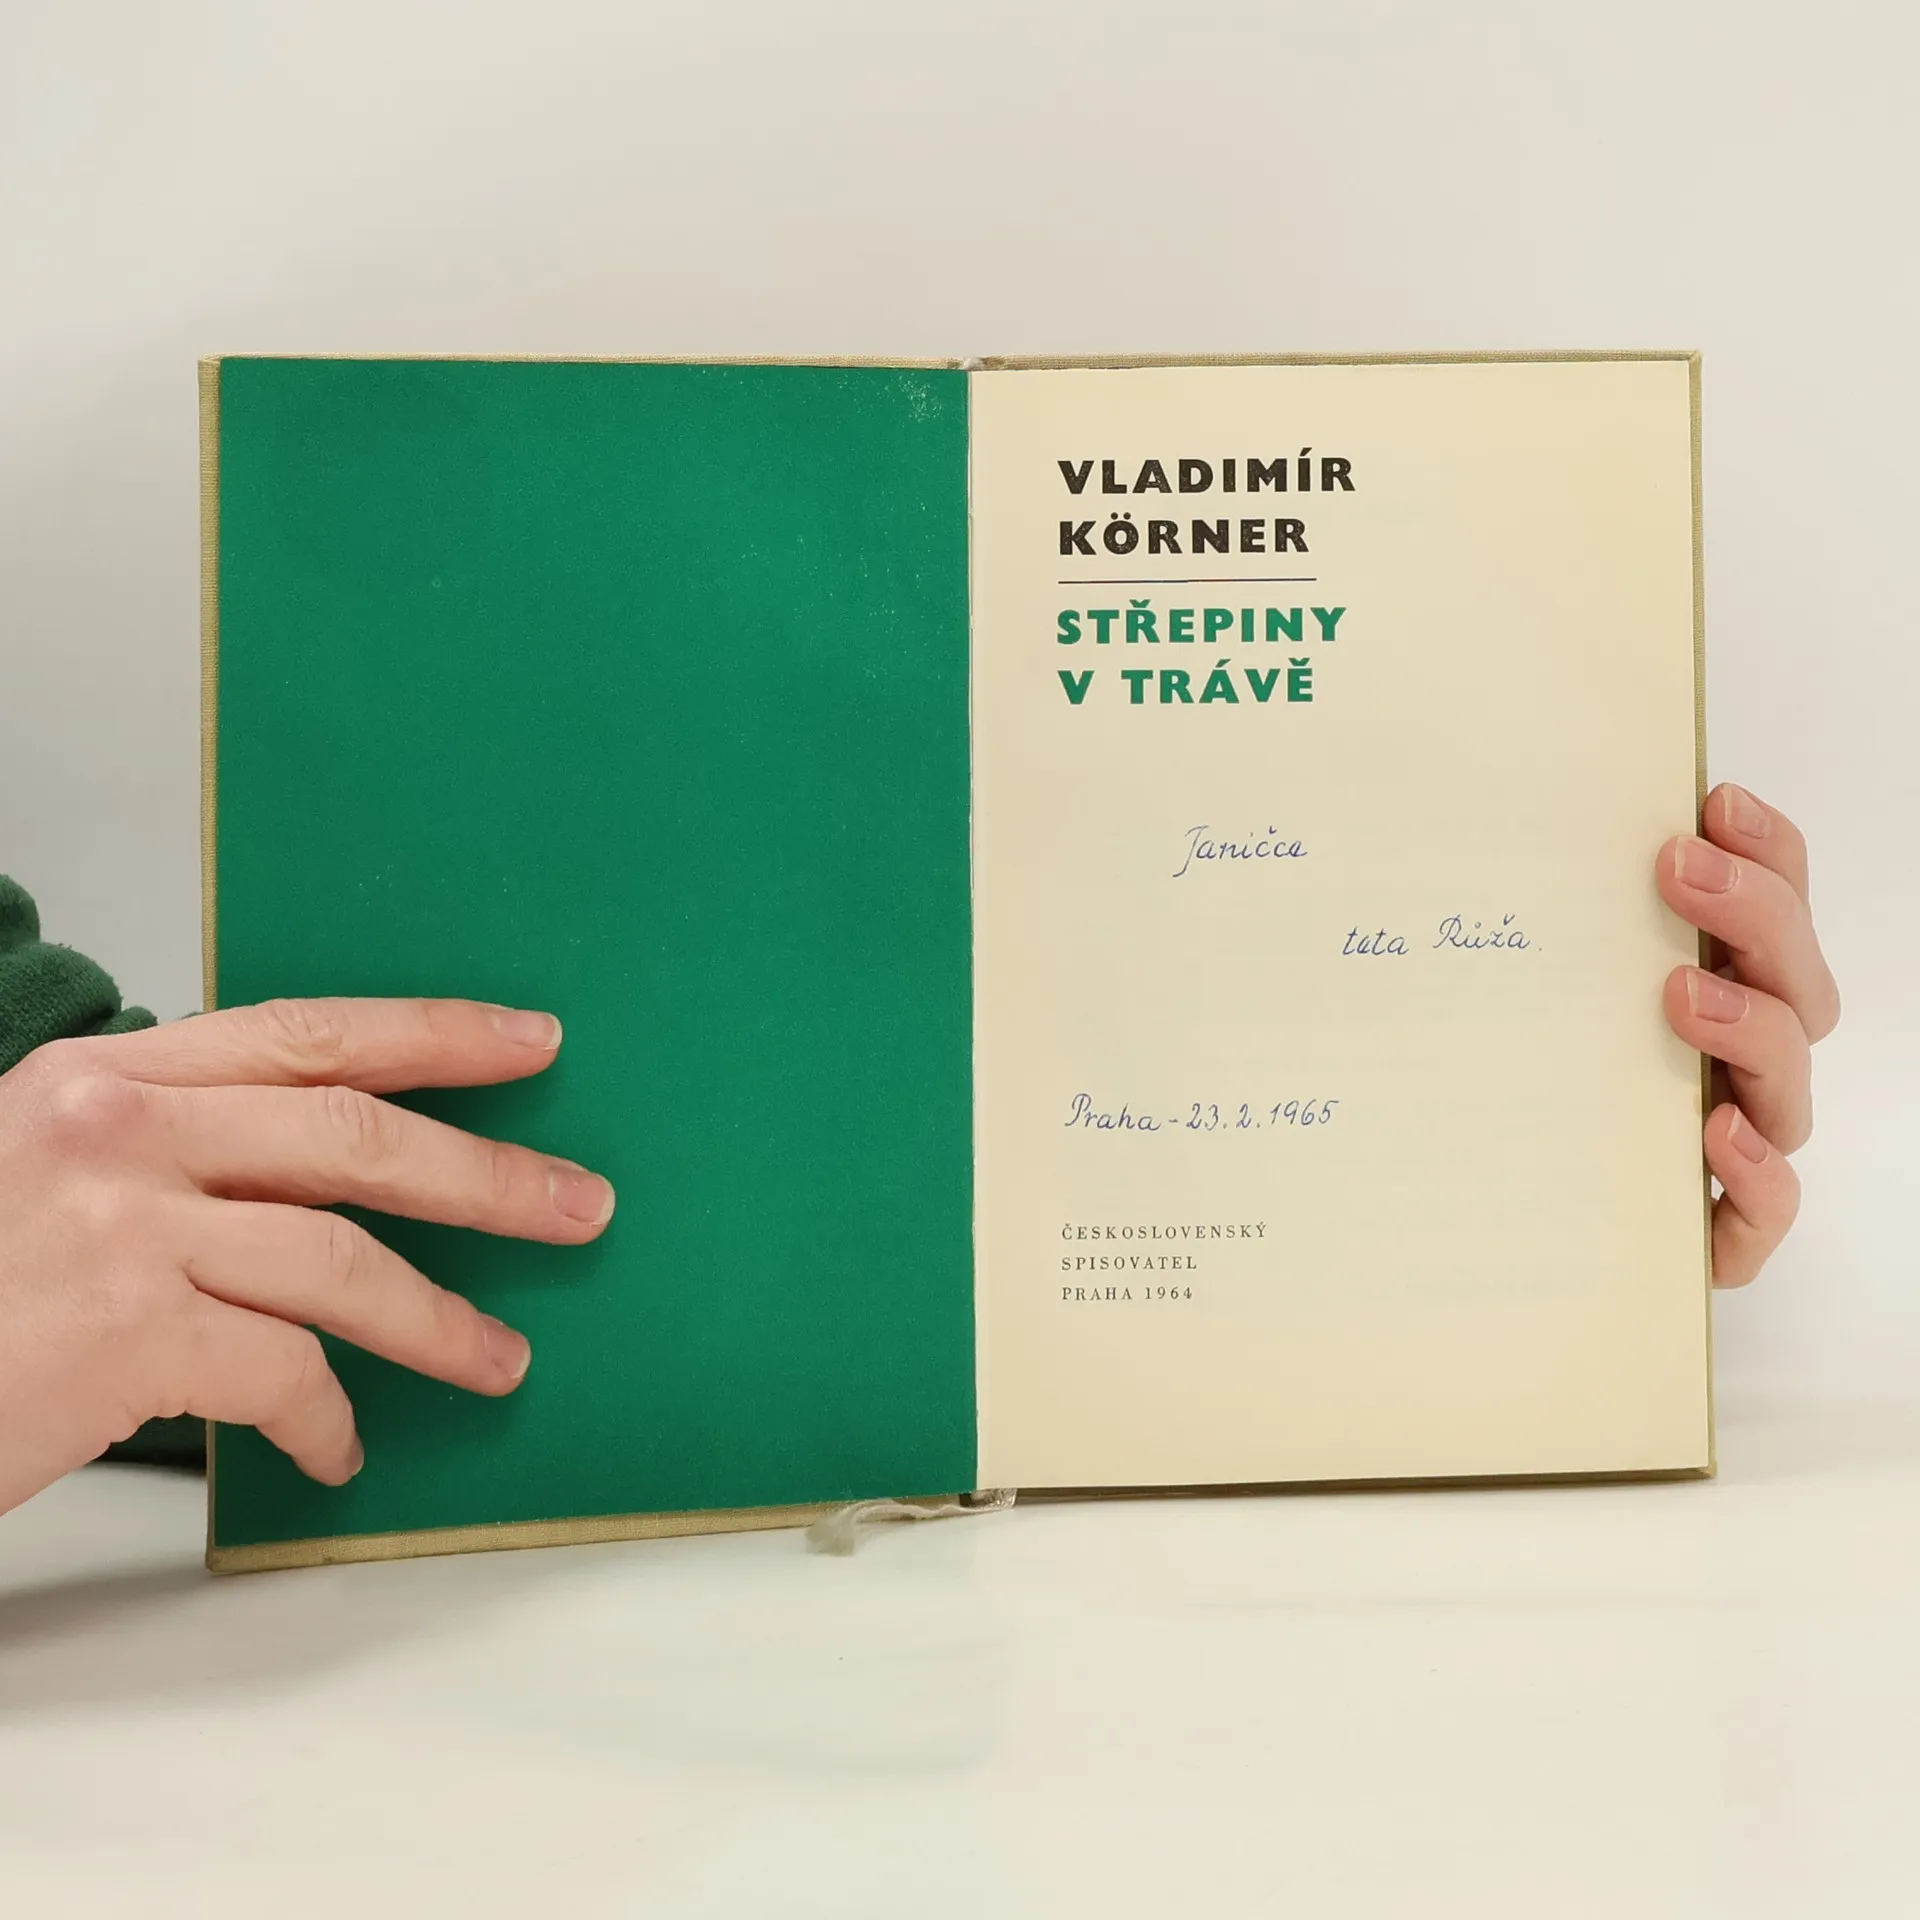 VLADIMÍR
KÖRNER
STŘEPINY
V TRÁVĚ
Janičce
teta Růža.
Praha - 23. 2. 1965
ČESKOSLOVENSKÝ
SPISOVATEL
PRAHA 1964